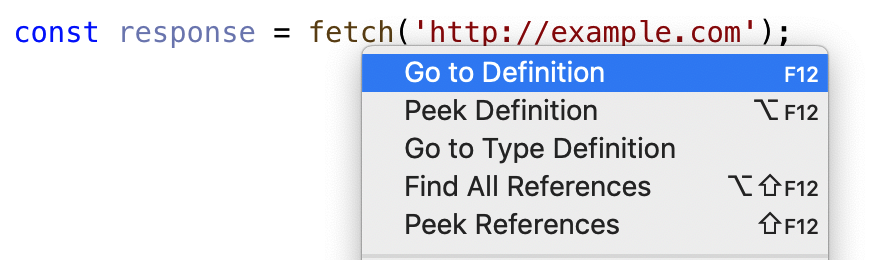 const response = fetch('http://example.com');
Go to Definition F12
Peek Definition ⌥F12
Go to Type Definition
Find All References ⌥⇧F12
Peek References ⇧F12